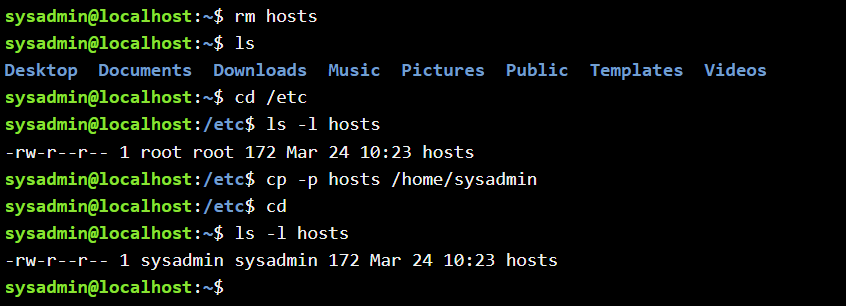 sysadmin@localhost:~$ rm hosts
sysadmin@localhost:~$ ls
Desktop  Documents  Downloads  Music  Pictures  Public  Templates  Videos
sysadmin@localhost:~$ cd /etc
sysadmin@localhost:/etc$ ls -l hosts
-rw-r--r-- 1 root root 172 Mar 24 10:23 hosts
sysadmin@localhost:/etc$ cp -p hosts /home/sysadmin
sysadmin@localhost:/etc$ cd
sysadmin@localhost:~$ ls -l hosts
-rw-r--r-- 1 sysadmin sysadmin 172 Mar 24 10:23 hosts
sysadmin@localhost:~$